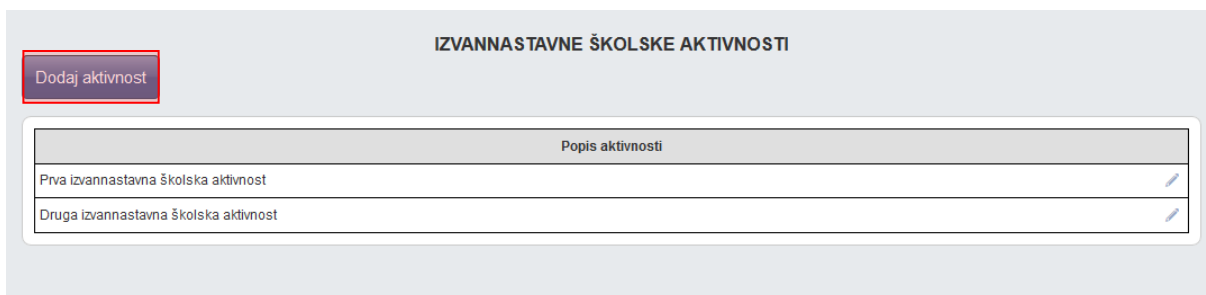 IZVANNASTAVNE ŠKOLSKE AKTIVNOSTI
Dodaj aktivnost
Popis aktivnosti
Prva izvannastavna školska aktivnost
Druga izvannastavna školska aktivnost